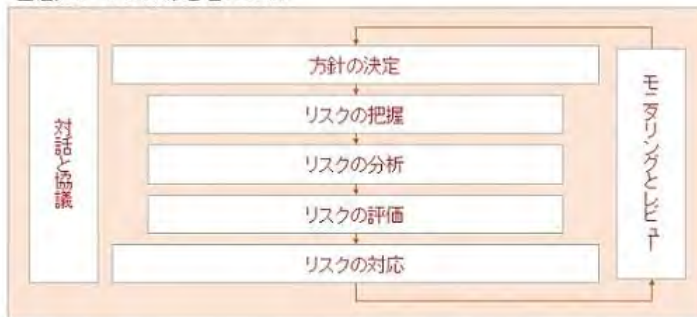 対話と協議
方針の決定
リスクの把握
リスクの分析
リスクの評価
リスクの対応
モニタリングとレビュー